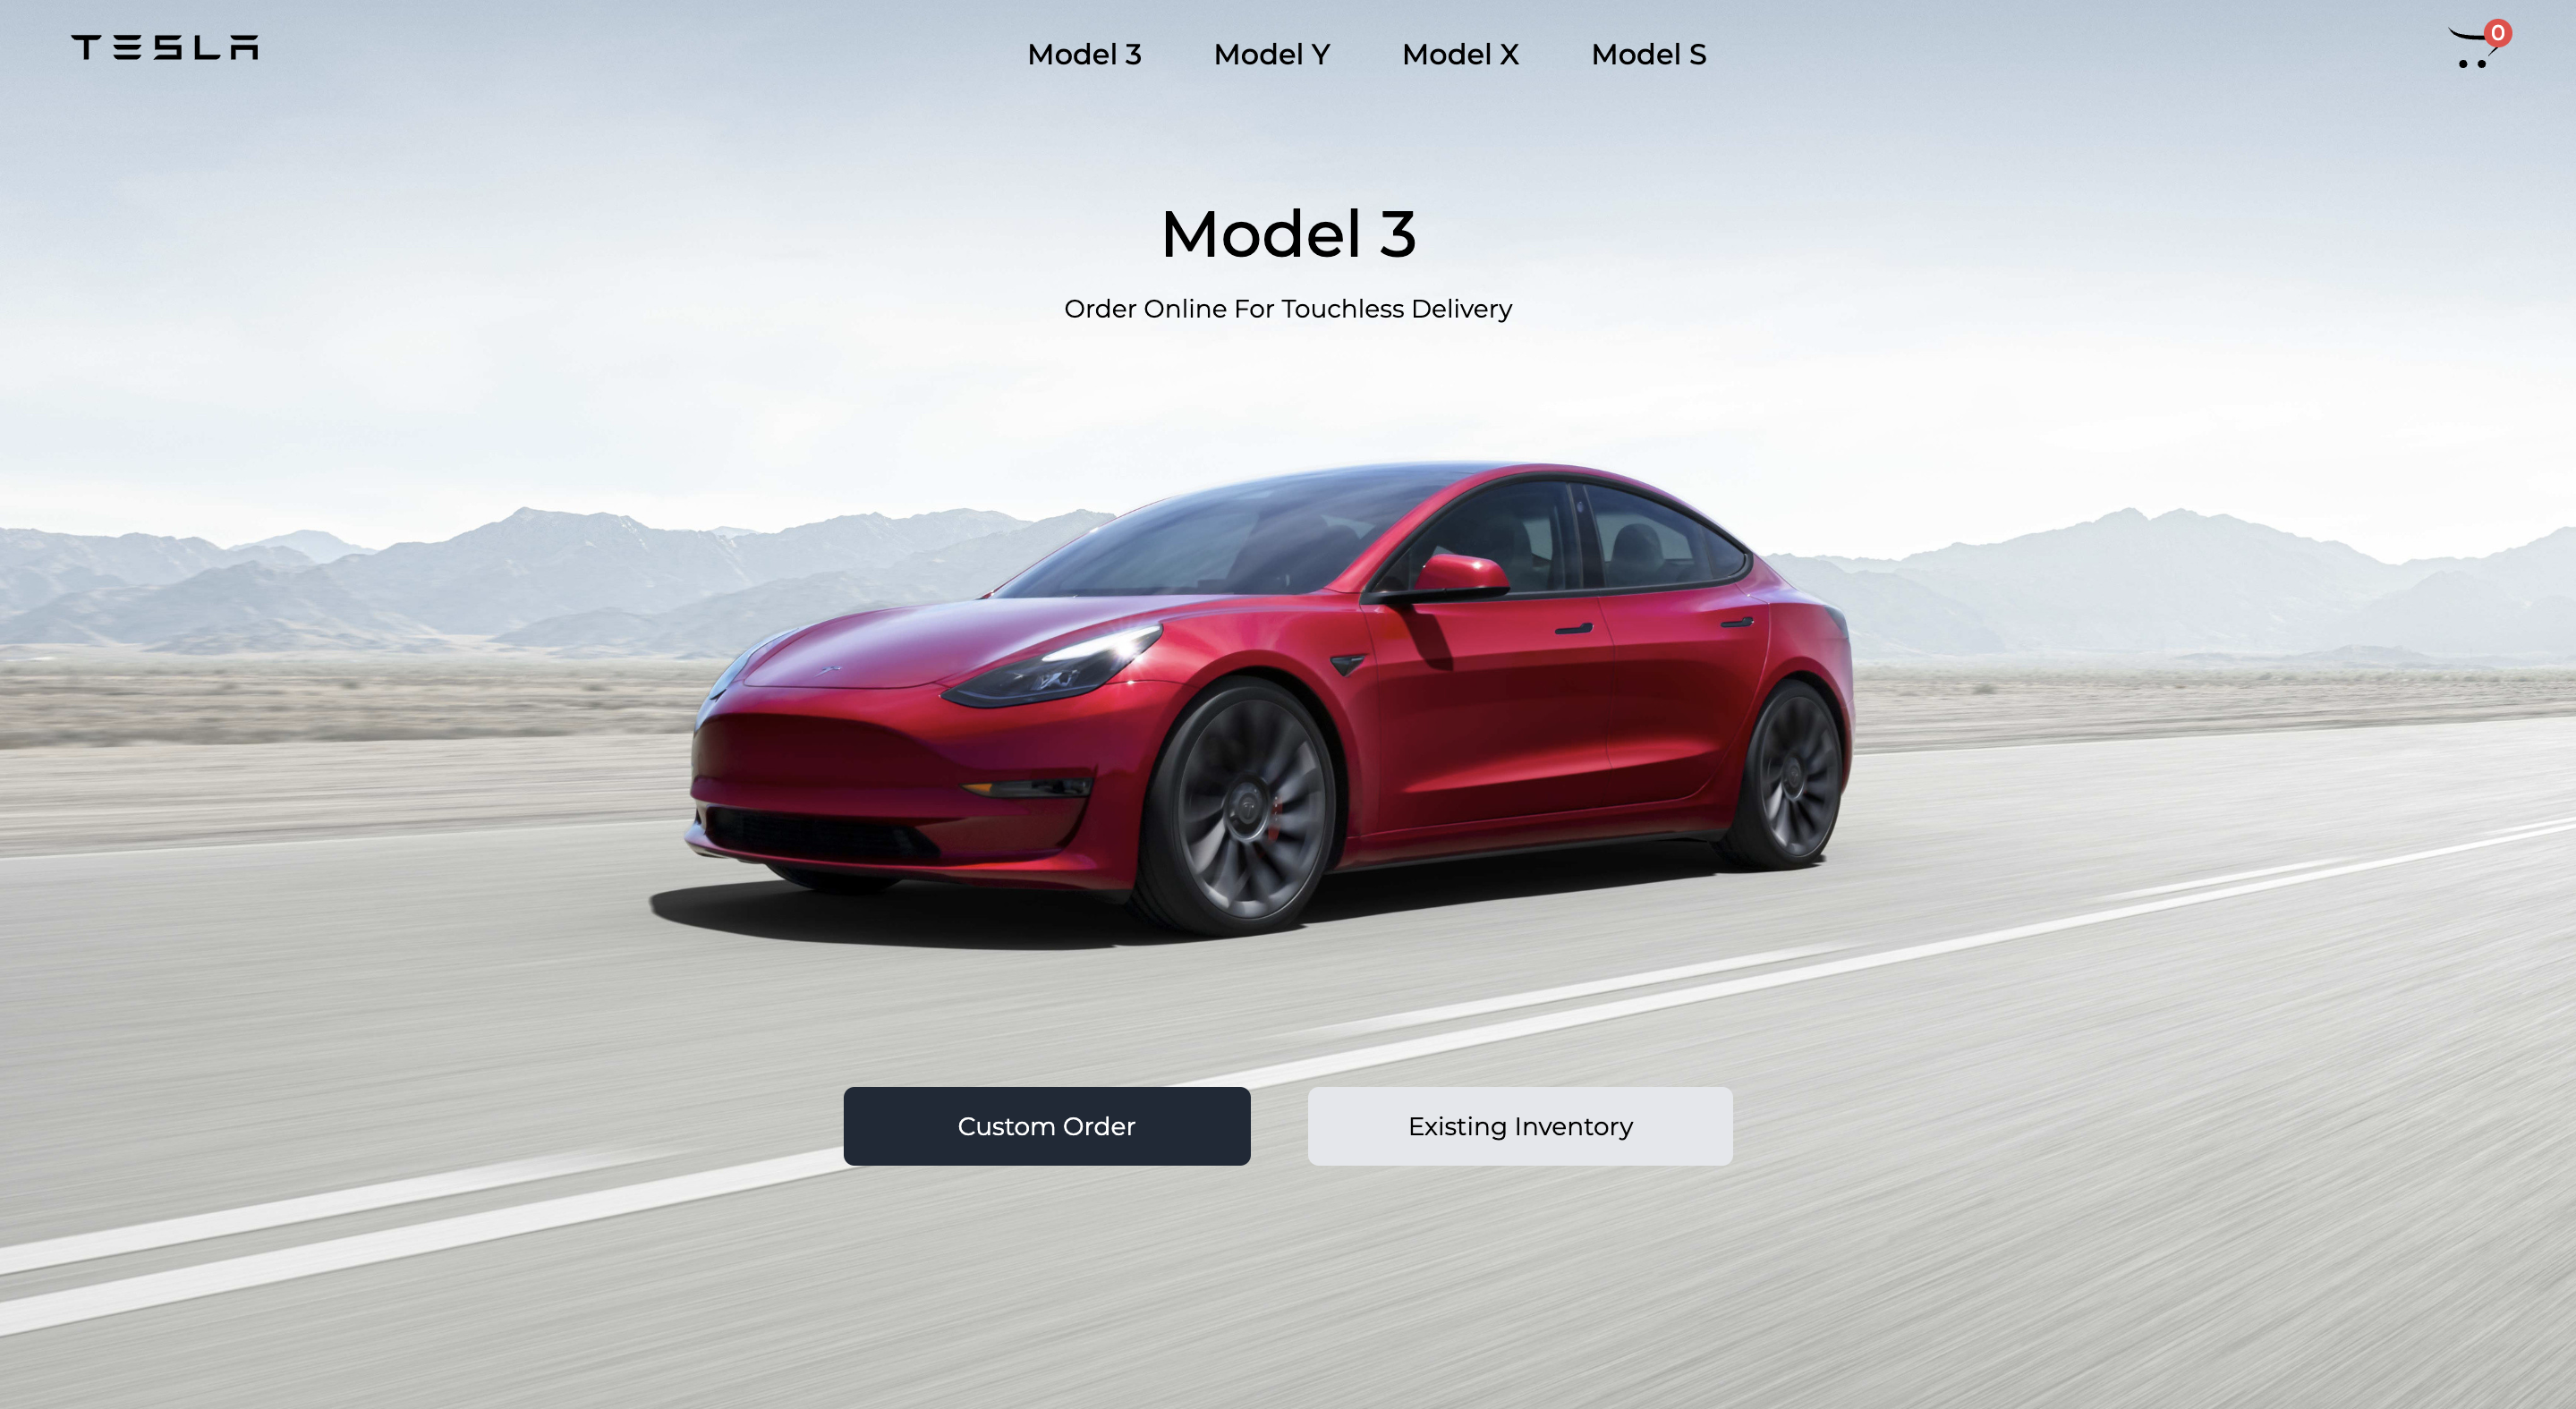 TESLA
Model 3 Model Y Model X Model S
0
Model 3
Order Online For Touchless Delivery
Custom Order Existing Inventory